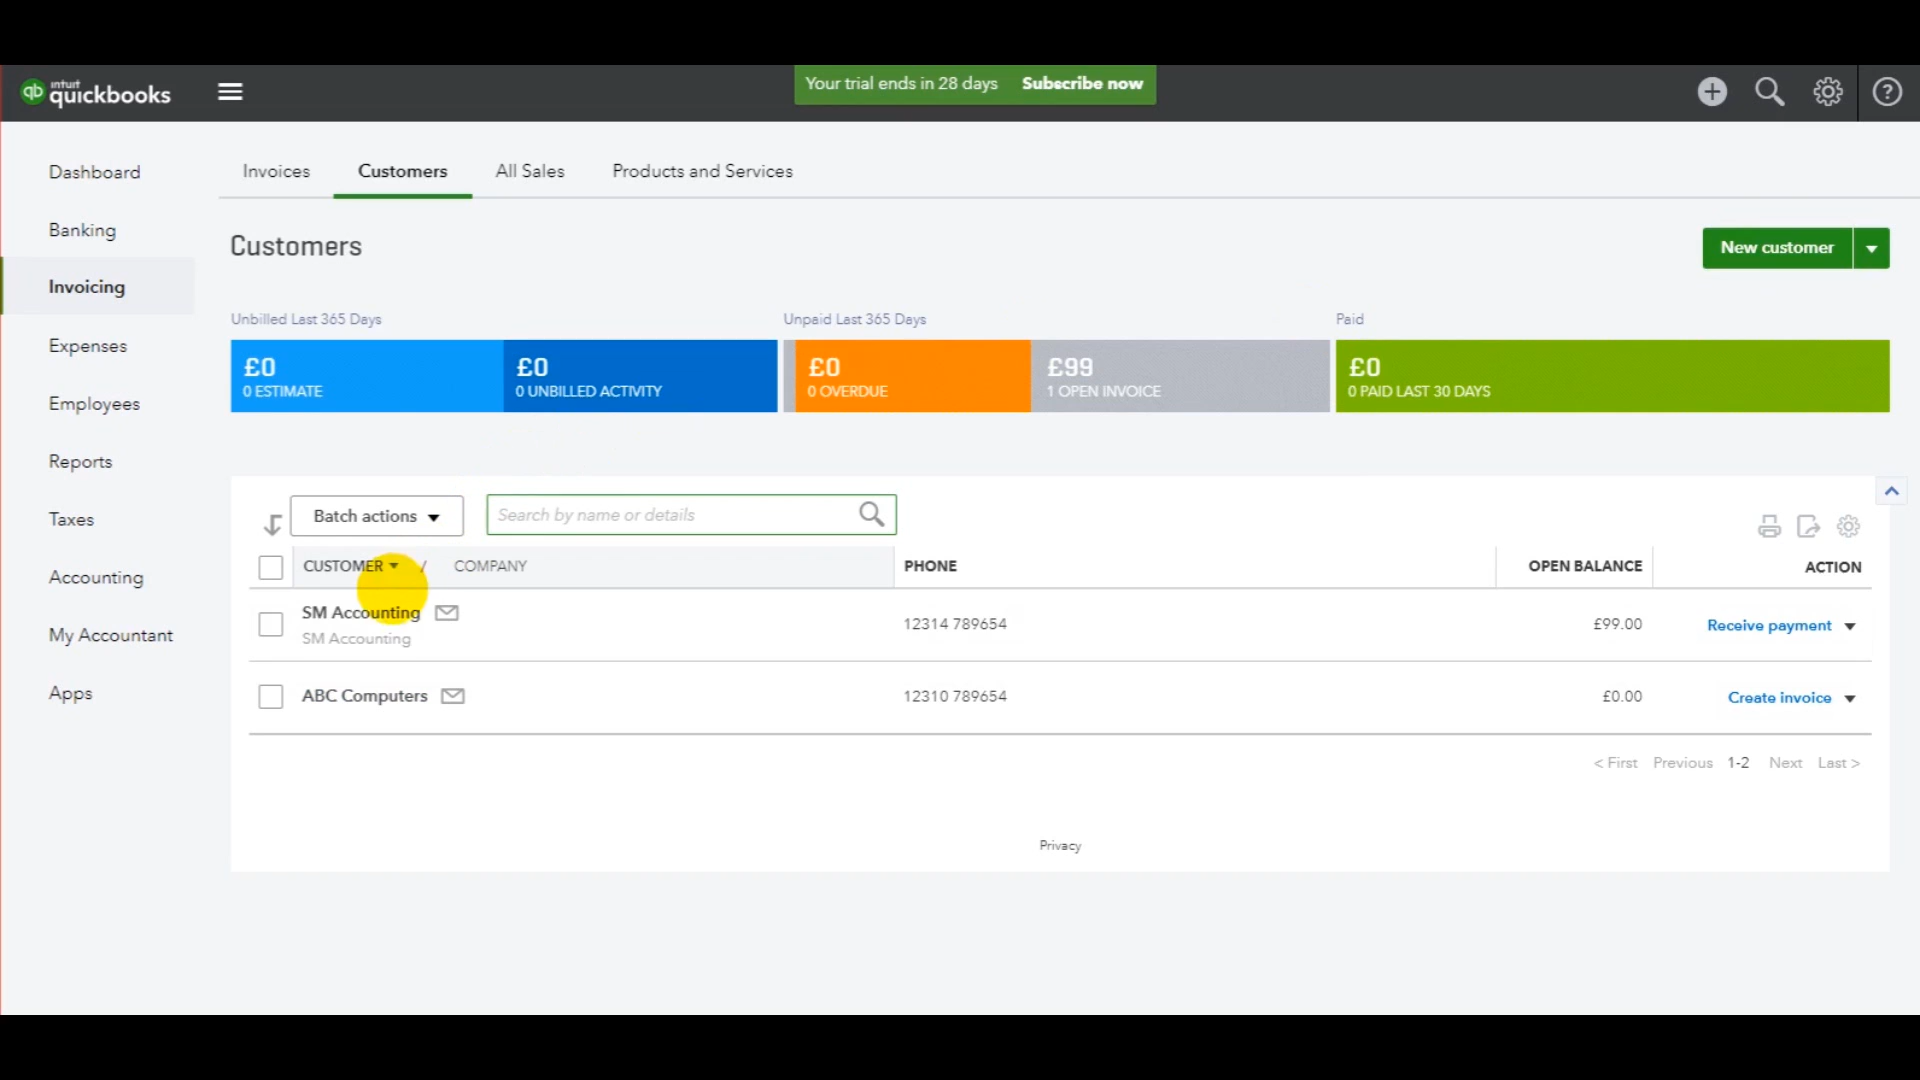 intuit
quickbooks
Your trial ends in 28 days Subscribe now
Dashboard
Banking
Invoicing
Expenses
Employees
Reports
Taxes
Accounting
My Accountant
Apps
Invoices Customers All Sales Products and Services
Customers
New customer
Unbilled Last 365 Days Unpaid Last 365 Days Paid
£0 £0 £0 £99 £0
0 ESTIMATE 0 UNBILLED ACTIVITY 0 OVERDUE 1 OPEN INVOICE 0 PAID LAST 30 DAYS
Batch actions Search by name or details
CUSTOMER / COMPANY PHONE OPEN BALANCE ACTION
SM Accounting 12314 789654 £99.00 Receive payment
SM Accounting
ABC Computers 12310 789654 £0.00 Create invoice
< First Previous 1-2 Next Last >
Privacy